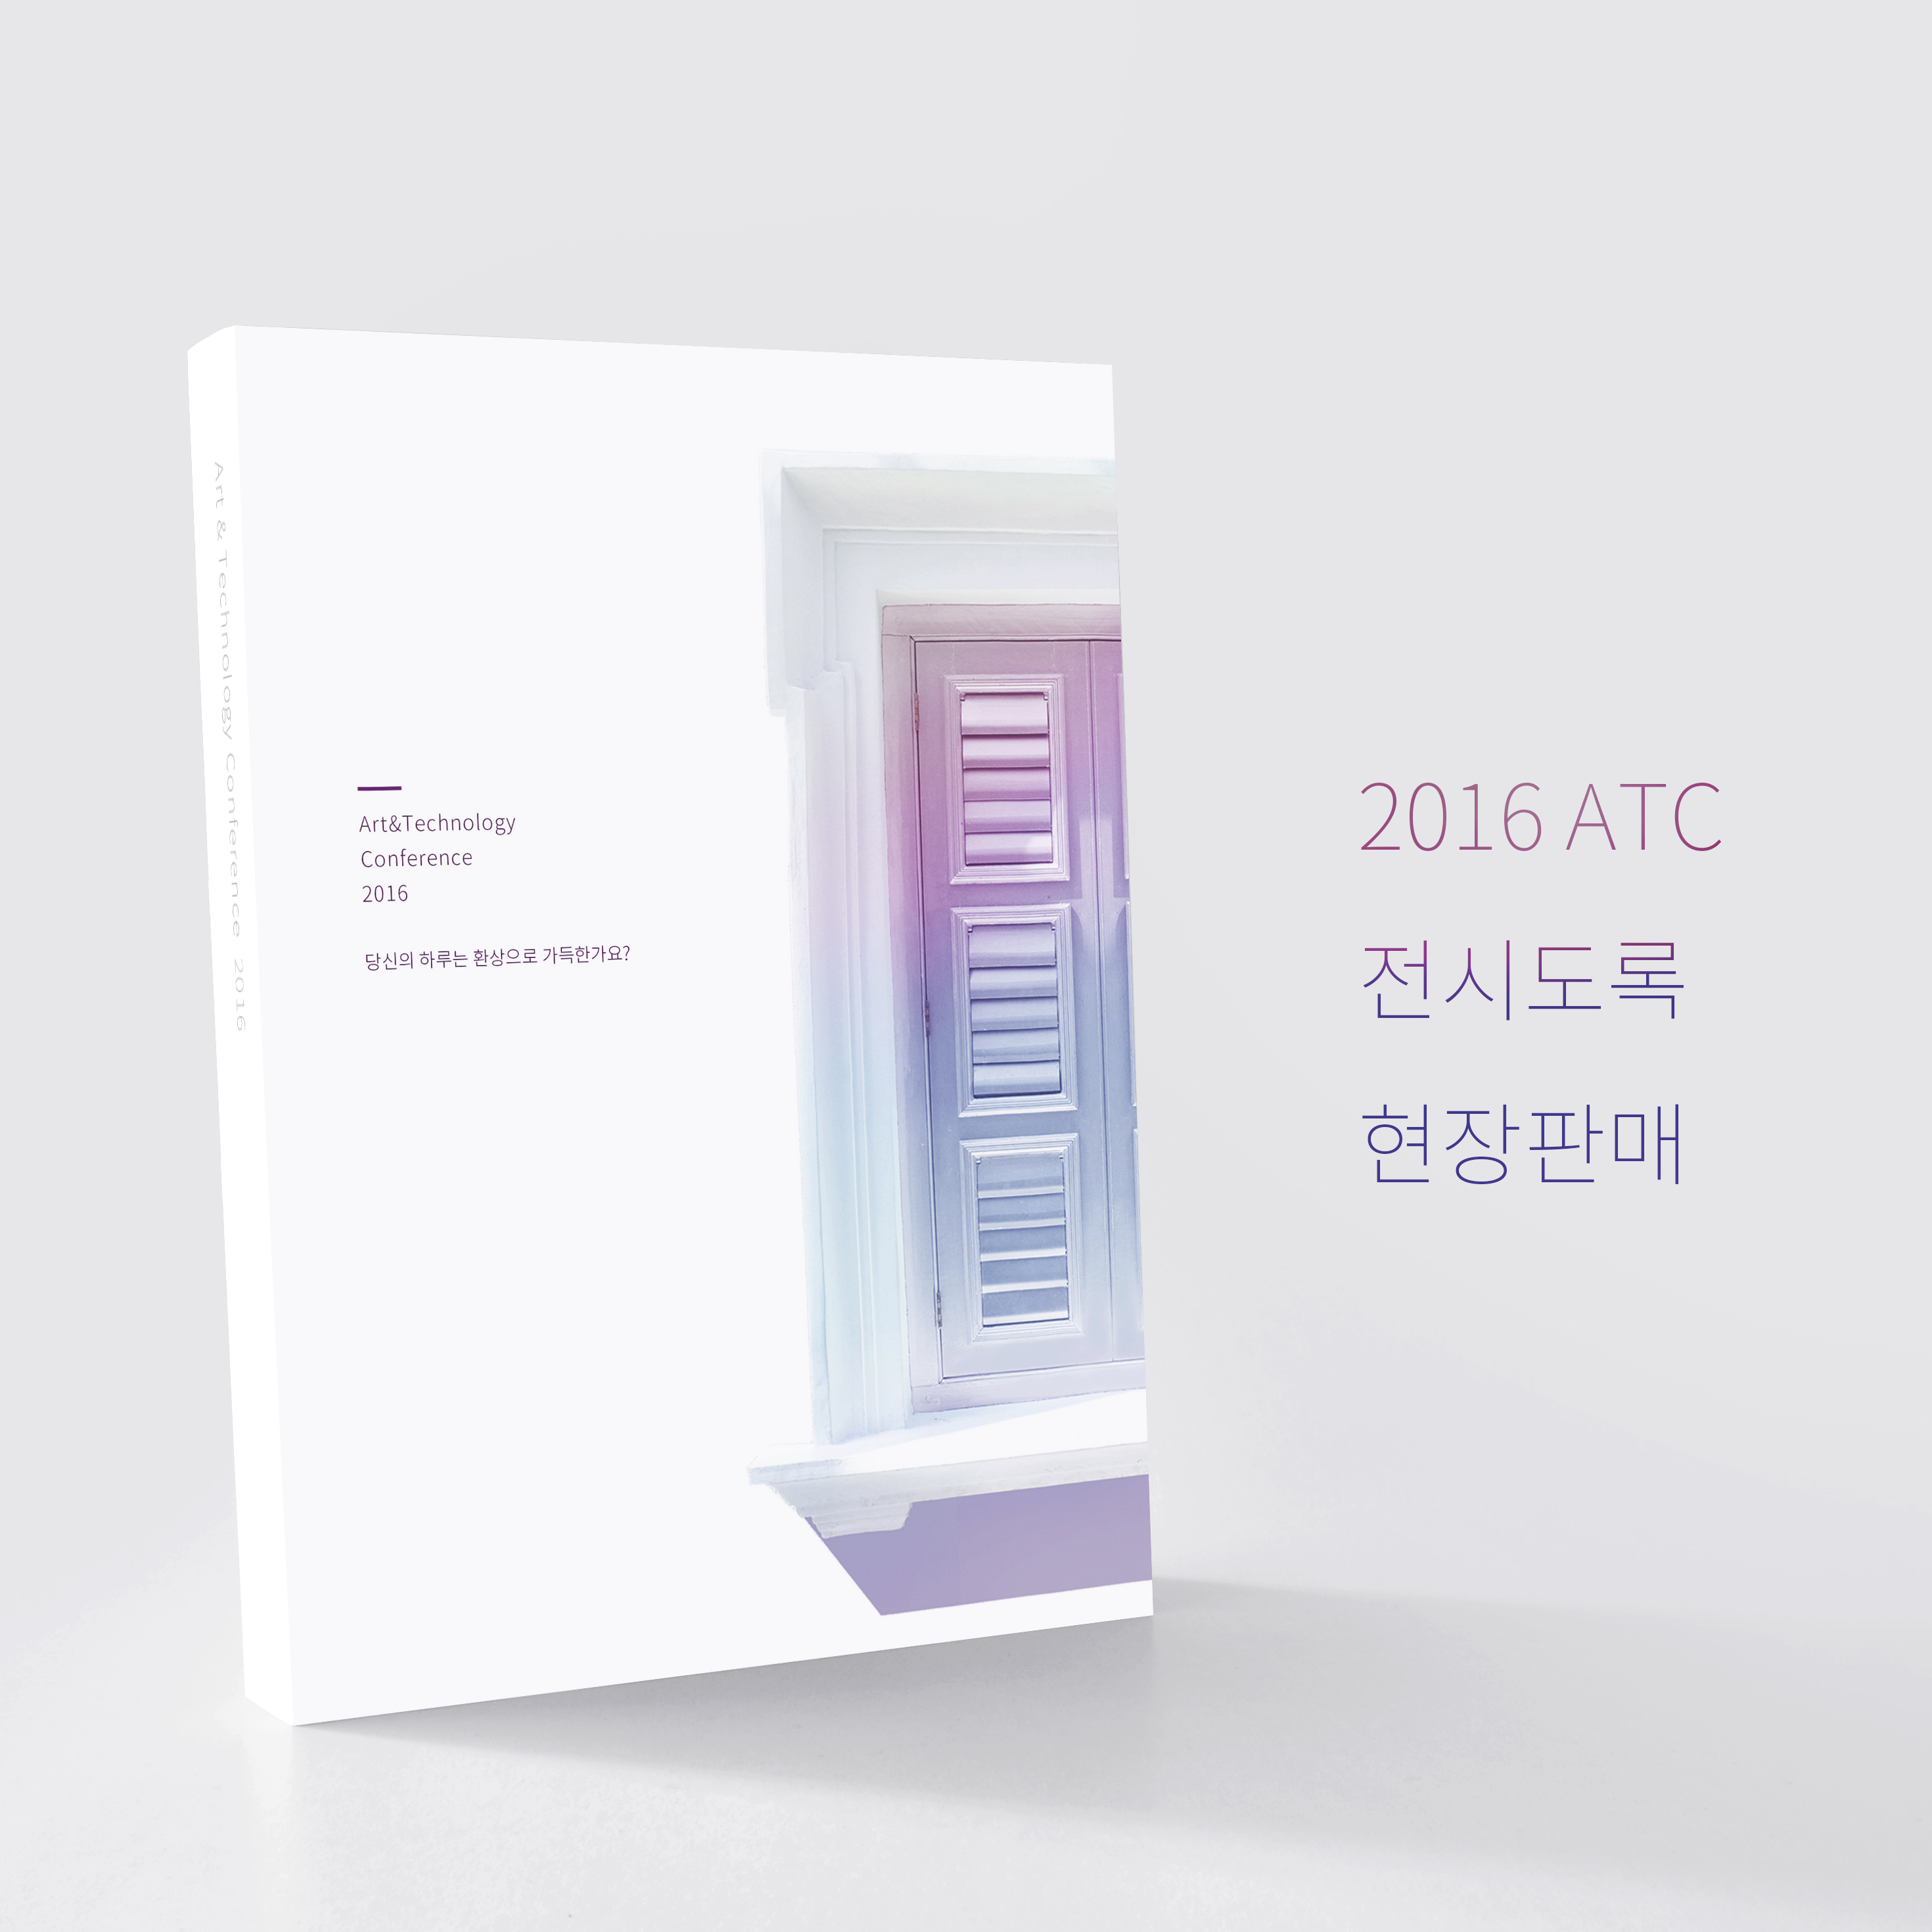 Art & Technology Conference 2016
Art&Technology
Conference
2016
당신의 하루는 환상으로 가득한가요?
2016 ATC
전시도록
현장판매